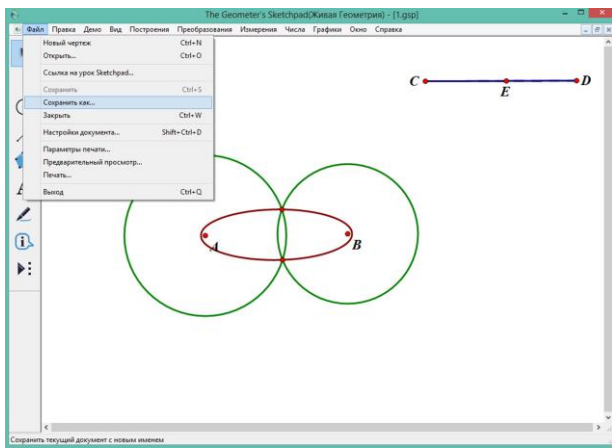 The Geometer's Sketchpad(Живая Геометрия) - [1.gsp]
Файл Правка Демо Вид Построения Преобразования Измерения Числа Графики Окно Справка
Новый чертеж Ctrl+N
Открыть... Ctrl+O
Ссылка на урок Sketchpad...
Сохранить Ctrl+S
Сохранить как...
Закрыть Ctrl+W
Настройки документа... Shift+Ctrl+D
Параметры печати...
Предварительный просмотр...
Печать...
Выход Ctrl+Q
C E D
A B
Сохранить текущий документ с новым именем